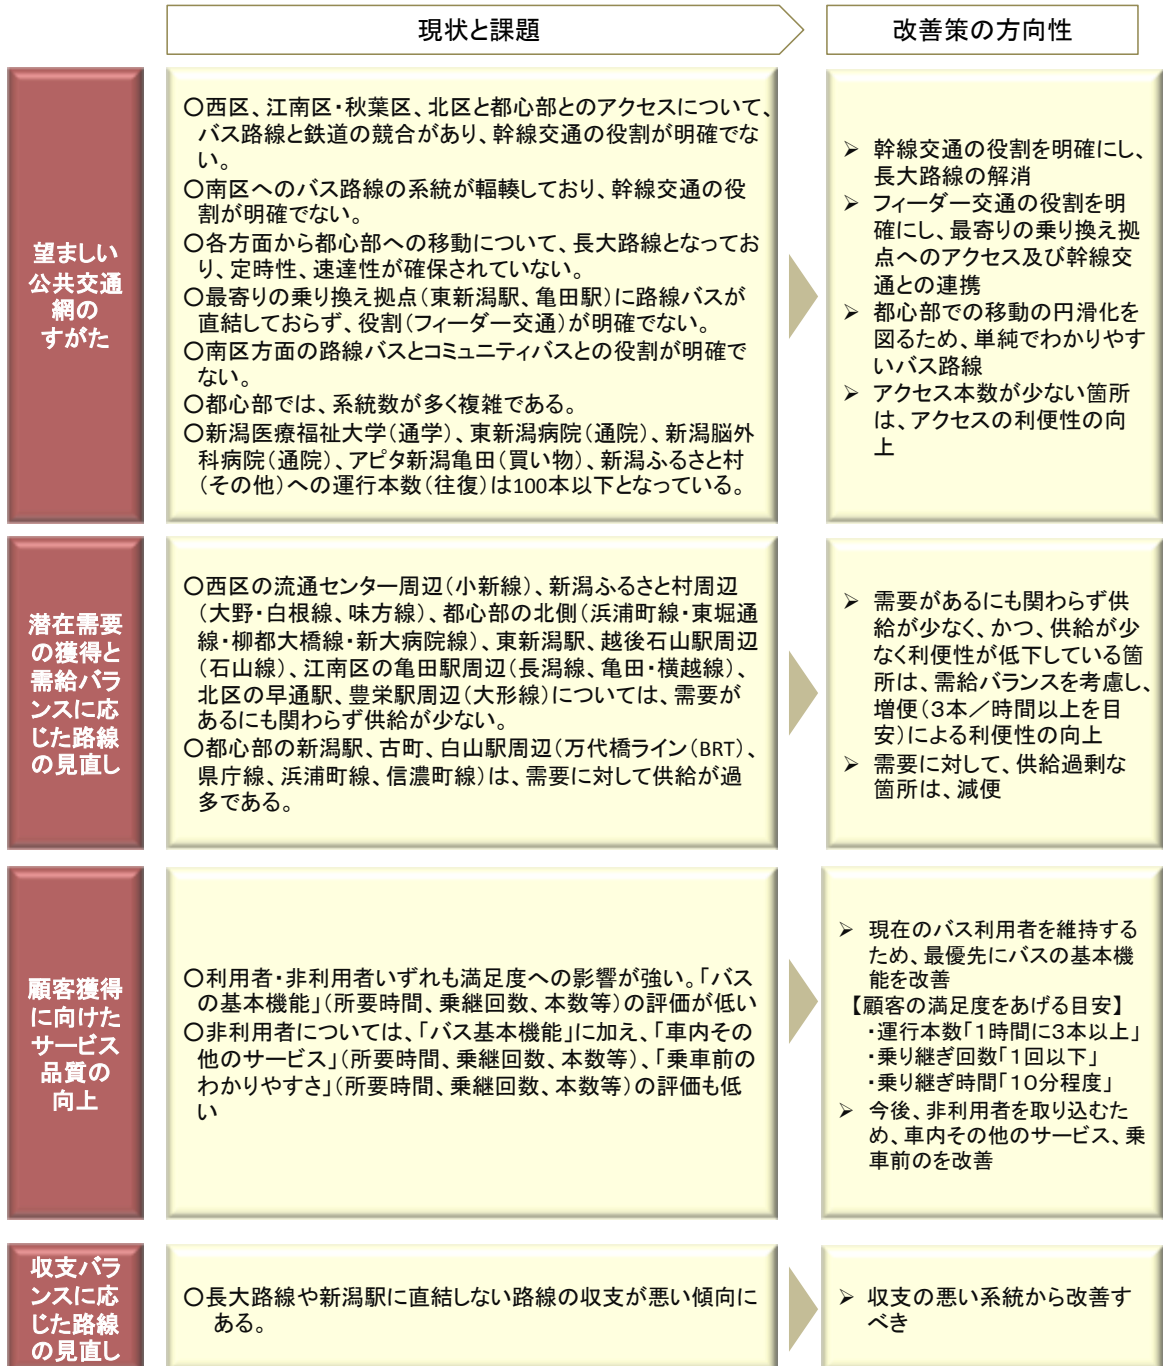 現状と課題
改善策の方向性
望ましい
公共交通
網の
すがた
〇西区、江南区・秋葉区、北区と都心部とのアクセスについて、
バス路線と鉄道の競合があり、幹線交通の役割が明確でな
い。
〇南区へのバス路線の系統が輻輳しており、幹線交通の役
割が明確でない。
〇各方面から都心部への移動について、長大路線となってお
り、定時性、速達性が確保されていない。
〇最寄りの乗り換え拠点(東新潟駅、亀田駅)に路線バスが
直結しておらず、役割(フィーダー交通)が明確でない。
〇南区方面の路線バスとコミュニティバスとの役割が明確で
ない。
〇都心部では、系統数が多く複雑である。
〇新潟医療福祉大学(通学)、東新潟病院(通院)、新潟脳外
科病院(通院)、アピタ新潟亀田(買い物)、新潟ふるさと村
(その他)への運行本数(往復)は100本以下となっている。
➢ 幹線交通の役割を明確にし、
長大路線の解消
➢ フィーダー交通の役割を明
確にし、最寄りの乗り換え拠
点へのアクセス及び幹線交
通との連携
➢ 都心部での移動の円滑化を
図るため、単純でわかりやす
いバス路線
➢ アクセス本数が少ない箇所
は、アクセスの利便性の向
上
潜在需要
の獲得と
需給バラ
ンスに応
じた路線
の見直し
〇西区の流通センター周辺(小新線)、新潟ふるさと村周辺
(大野・白根線、味方線)、都心部の北側(浜浦町線・東堀通
線・柳都大橋線・新大病院線)、東新潟駅、越後石山駅周辺
(石山線)、江南区の亀田駅周辺(長潟線、亀田・横越線)、
北区の早通駅、豊栄駅周辺(大形線)については、需要が
あるにも関わらず供給が少ない。
〇都心部の新潟駅、古町、白山駅周辺(万代橋ライン(BRT)、
県庁線、浜浦町線、信濃町線)は、需要に対して供給が過
多である。
➢ 需要があるにも関わらず供
給が少なく、かつ、供給が少
なく利便性が低下している箇
所は、需給バランスを考慮し、
増便(3本/時間以上を目
安)による利便性の向上
➢ 需要に対して、供給過剰な
箇所は、減便
顧客獲得
に向けた
サービス
品質の
向上
〇利用者・非利用者いずれも満足度への影響が強い。「バス
の基本機能」(所要時間、乗継回数、本数等)の評価が低い
〇非利用者については、「バス基本機能」に加え、「車内その
他のサービス」(所要時間、乗継回数、本数等)、「乗車前の
わかりやすさ」(所要時間、乗継回数、本数等)の評価も低
い
➢ 現在のバス利用者を維持する
ため、最優先にバスの基本機
能を改善
【顧客の満足度をあげる目安】
・運行本数「1時間に3本以上」
・乗り継ぎ回数「1回以下」
・乗り継ぎ時間「10分程度」
➢ 今後、非利用者を取り込むた
め、車内その他のサービス、乗
車前のを改善
収支バラ
ンスに応
じた路線
の見直し
〇長大路線や新潟駅に直結しない路線の収支が悪い傾向に
ある。
➢ 収支の悪い系統から改善す
べき